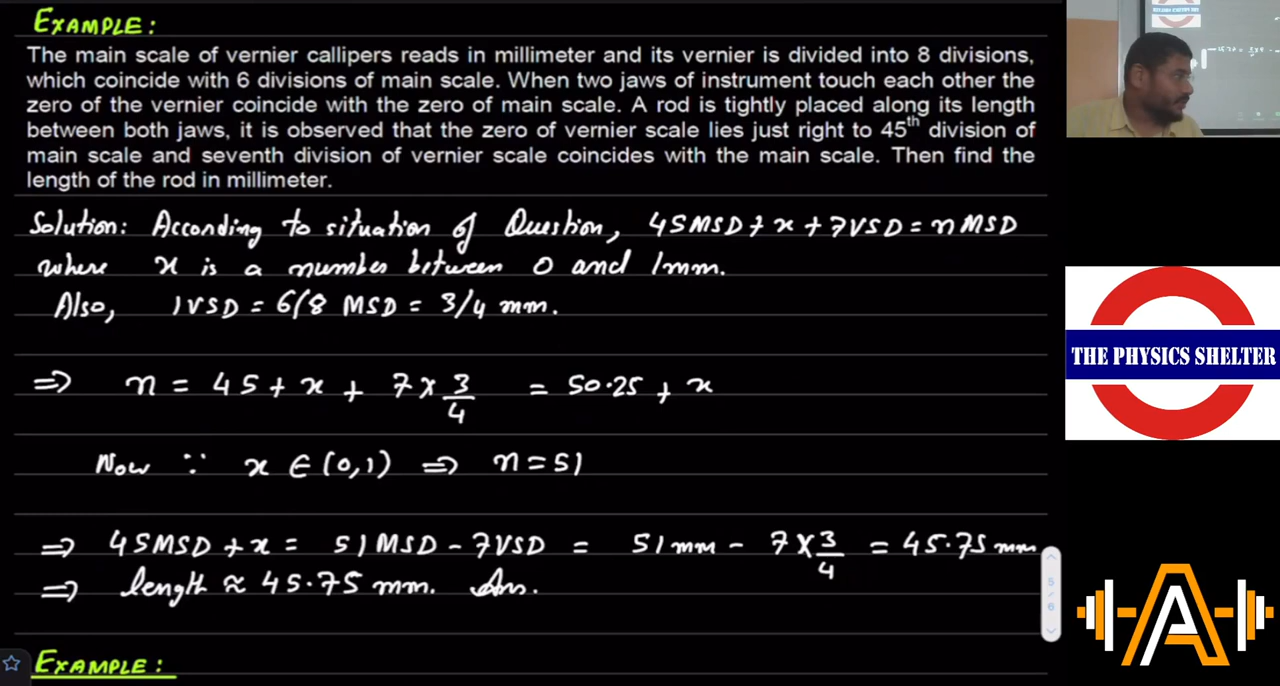 EXAMPLE:
The main scale of vernier callipers reads in millimeter and its vernier is divided into 8 divisions,
which coincide with 6 divisions of main scale. When two jaws of instrument touch each other the
zero of the vernier coincide with the zero of main scale. A rod is tightly placed along its length
between both jaws, it is observed that the zero of vernier scale lies just right to 45th division of
main scale and seventh division of vernier scale coincides with the main scale. Then find the
length of the rod in millimeter.
Solution: According to situation of Question, 45MSD + x + 7VSD = n MSD
where x is a number between 0 and 1mm.
Also, 1VSD = 6/8 MSD = 3/4 mm.
⇒ n = 45 + x + 7 × 3/4 = 50.25 + x
Now ∵ x ∈ (0,1) ⇒ n = 51
⇒ 45MSD + x = 51MSD - 7VSD = 51mm - 7 × 3/4 = 45.75 mm
⇒ length ≈ 45.75 mm. Ans.
EXAMPLE:
THE PHYSICS SHELTER
A